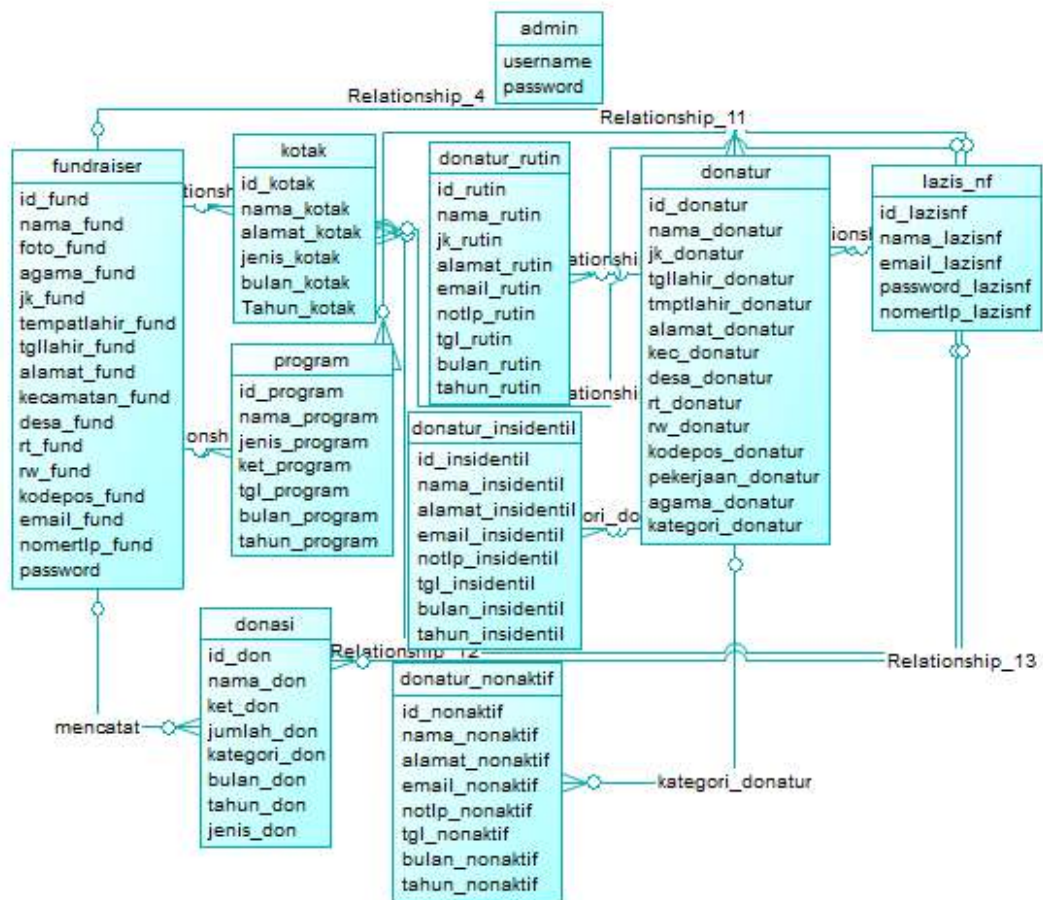 admin
username
password
Relationship_4
Relationship_11
fundraiser
id_fund
nama_fund
foto_fund
agama_fund
jk_fund
tempatlahir_fund
tgllahir_fund
alamat_fund
kecamatan_fund
desa_fund
rt_fund
rw_fund
kodepos_fund
email_fund
nomertlp_fund
password
kotak
id_kotak
nama_kotak
alamat_kotak
jenis_kotak
bulan_kotak
Tahun_kotak
program
id_program
nama_program
jenis_program
ket_program
tgl_program
bulan_program
tahun_program
donatur_rutin
id_rutin
nama_rutin
jk_rutin
alamat_rutin
email_rutin
notlp_rutin
tgl_rutin
bulan_rutin
tahun_rutin
donatur_insidentil
id_insidentil
nama_insidentil
alamat_insidentil
email_insidentil
notlp_insidentil
tgl_insidentil
bulan_insidentil
tahun_insidentil
donatur
id_donatur
nama_donatur
jk_donatur
tgllahir_donatur
tmptlahir_donatur
alamat_donatur
kec_donatur
desa_donatur
rt_donatur
rw_donatur
kodepos_donatur
pekerjaan_donatur
agama_donatur
kategori_donatur
lazis_nf
id_lazisnf
nama_lazisnf
email_lazisnf
password_lazisnf
nomertlp_lazisnf
donasi
id_don
nama_don
ket_don
jumlah_don
kategori_don
bulan_don
tahun_don
jenis_don
mencatat
Relationship_12
Relationship_13
donatur_nonaktif
id_nonaktif
nama_nonaktif
alamat_nonaktif
email_nonaktif
notlp_nonaktif
tgl_nonaktif
bulan_nonaktif
tahun_nonaktif
kategori_donatur